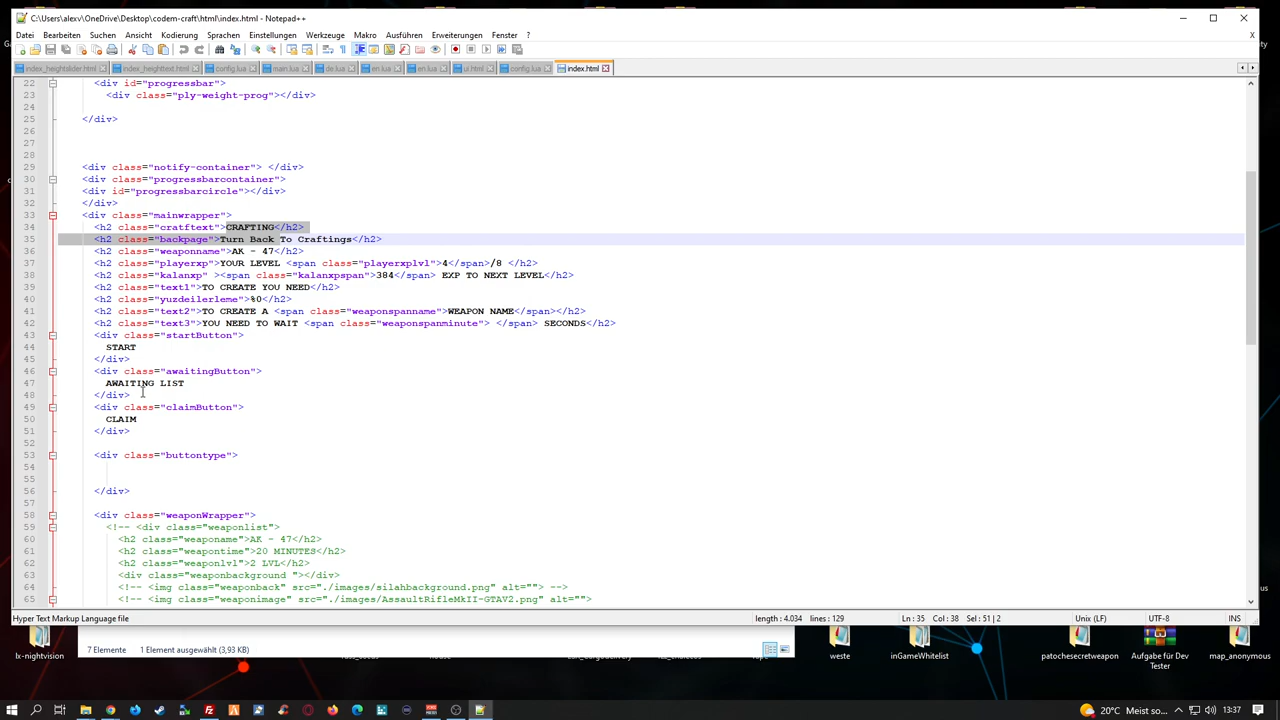 C:\Users\alexv\OneDrive\Desktop\codem-craft\html\index.html - Notepad++
Datei Bearbeiten Suchen Ansicht Kodierung Sprachen Einstellungen Werkzeuge Makro Ausführen Erweiterungen Fenster ? X
index_heightslider.html index_heighttext.html config.lua main.lua de.lua en.lua en.lua ui.html config.lua index.html
22 <div id="progressbar">
23 <div class="ply-weight-prog"></div>
24
25 </div>
26
27
28
29 <div class="notify-container"> </div>
30 <div class="progressbarcontainer">
31 <div id="progressbarcircle"></div>
32 </div>
33 <div class="mainwrapper">
34 <h2 class="cratftext">CRAFTING</h2>
35 <h2 class="backpage">Turn Back To Craftings</h2>
36 <h2 class="weaponname">AK - 47</h2>
37 <h2 class="playerxp">YOUR LEVEL <span class="playerxplvl">4</span>/8 </h2>
38 <h2 class="kalanxp" ><span class="kalanxpspan">384</span> EXP TO NEXT LEVEL</h2>
39 <h2 class="text1">TO CREATE YOU NEED</h2>
40 <h2 class="yuzdeilerleme">%0</h2>
41 <h2 class="text2">TO CREATE A <span class="weaponspanname">WEAPON NAME</span></h2>
42 <h2 class="text3">YOU NEED TO WAIT <span class="weaponspanminute"> </span> SECONDS</h2>
43 <div class="startButton">
44 START
45 </div>
46 <div class="awaitingButton">
47 AWAITING LIST
48 </div>
49 <div class="claimButton">
50 CLAIM
51 </div>
52
53 <div class="buttontype">
54
55
56 </div>
57
58 <div class="weaponWrapper">
59 <!-- <div class="weaponlist">
60 <h2 class="weaponame">AK - 47</h2>
61 <h2 class="weapontime">20 MINUTES</h2>
62 <h2 class="weaponlvl">2 LVL</h2>
63 <div class="weaponbackground "></div>
64 <!-- <img class="weaponback" src="./images/silahbackground.png" alt=""> -->
65 <!-- <img class="weaponimage" src="./images/AssaultRifleMkII-GTAV2.png" alt="">
Hyper Text Markup Language file length : 4.034 lines : 129 Ln : 35 Col : 38 Sel : 51 | 2 Unix (LF) UTF-8 INS
7 Elemente 1 Element ausgewählt (3,93 KB)
lx-nightvision weste inGameWhitelist patochesecretweapon Aufgabe für Dev Tester map_anonymous
20°C Meist so... 13:37